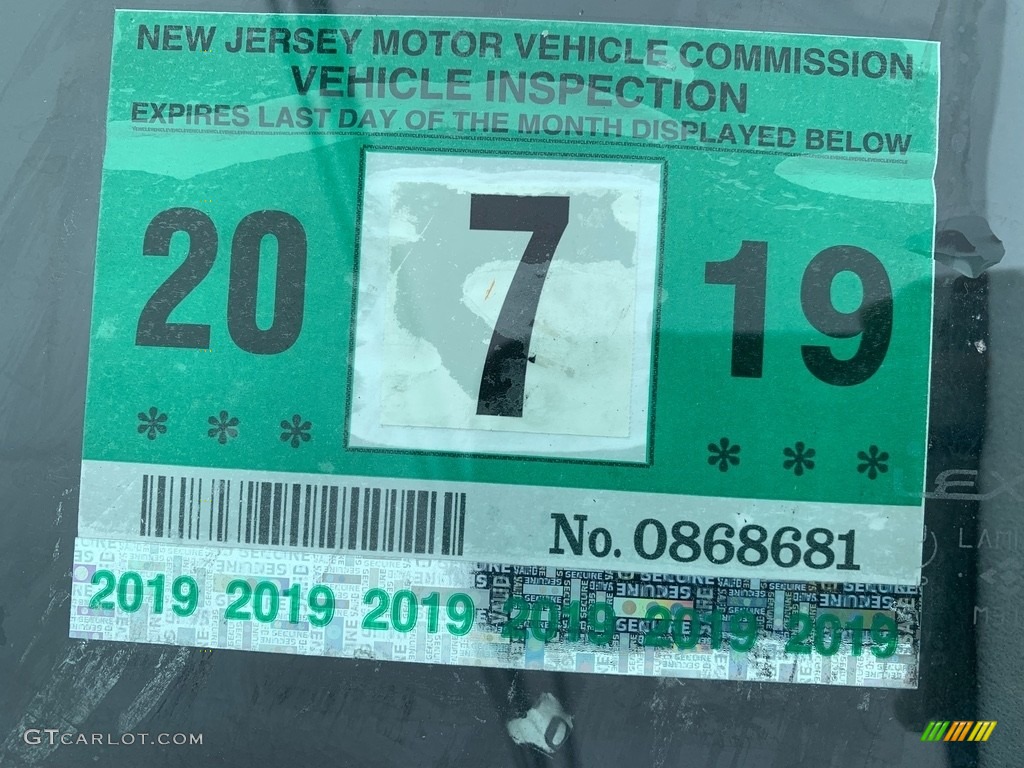 NEW JERSEY MOTOR VEHICLE COMMISSION
VEHICLE INSPECTION
EXPIRES LAST DAY OF THE MONTH DISPLAYED BELOW
20 7 19
* * * * * *
No. 0868681
2019 2019 2019 2019 2019 2019
GTCARLOT.COM